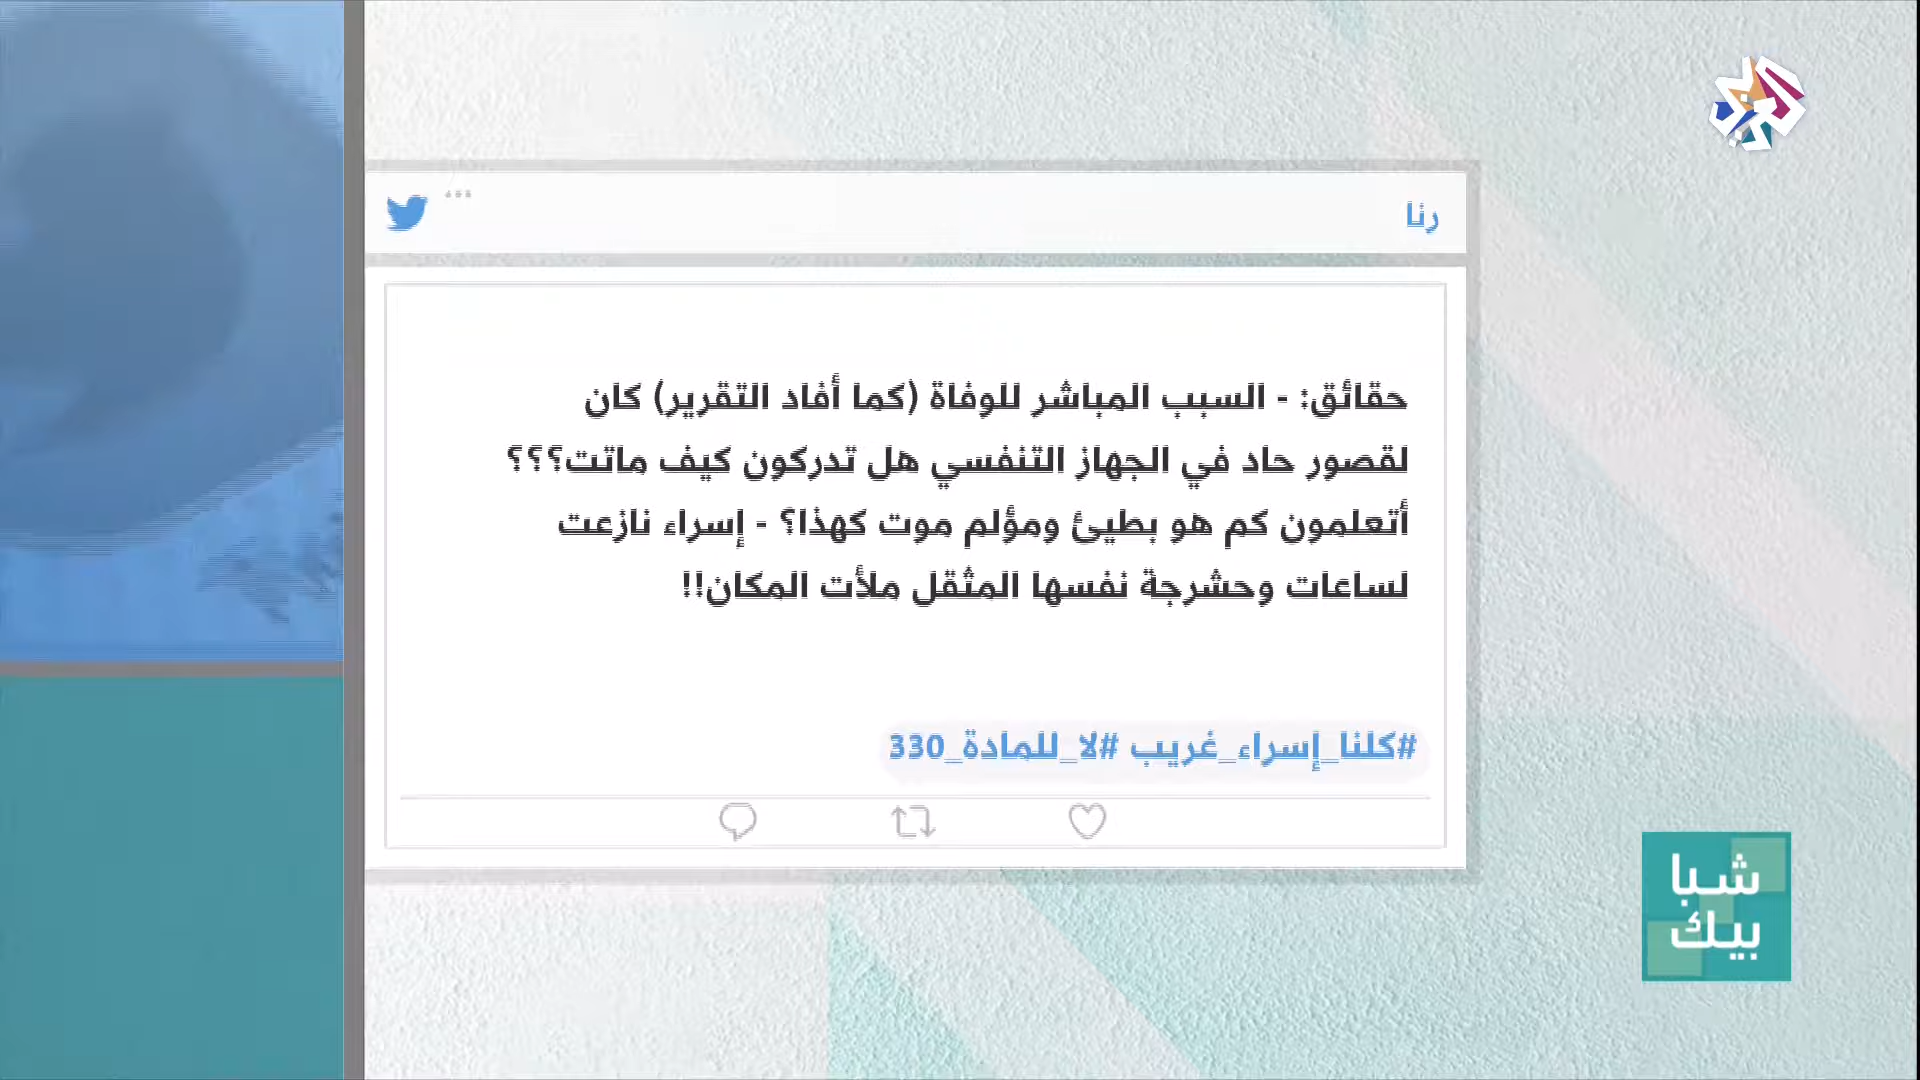 رنا
حقائق: - السبب المباشر للوفاة (كما أفاد التقرير) كان
لقصور حاد في الجهاز التنفسي هل تدركون كيف ماتت؟؟؟
أتعلمون كم هو بطيئ ومؤلم موت كهذا؟ - إسراء نازعت
لساعات وحشرجة نفسها المثقل ملأت المكان!!
#كلنا_إسراء_غريب #لا_للمادة_330
شبا
بيك